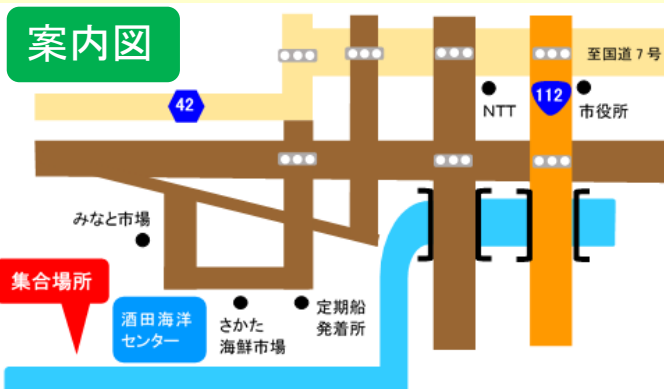 案内図
至国道7号
42
112
NTT
市役所
みなと市場
集合場所
酒田海洋
センター
さかた
海鮮市場
定期船
発着所